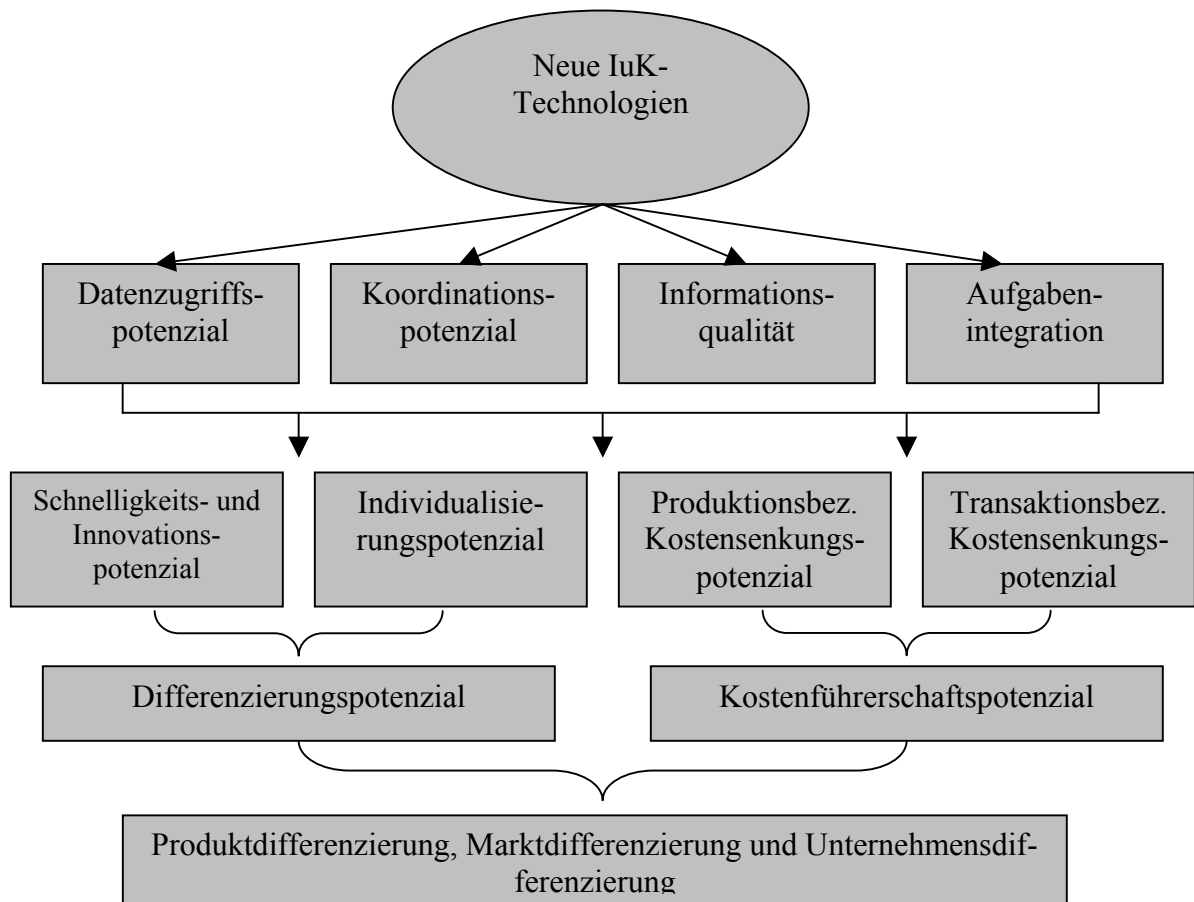 Neue IuK-
Technologien
Datenzugriffs-
potenzial
Koordinations-
potenzial
Informations-
qualität
Aufgaben-
integration
Schnelligkeits- und
Innovations-
potenzial
Individualisie-
rungspotenzial
Produktionsbez.
Kostensenkungs-
potenzial
Transaktionsbez.
Kostensenkungs-
potenzial
Differenzierungspotenzial
Kostenführerschaftspotenzial
Produktdifferenzierung, Marktdifferenzierung und Unternehmensdif-
ferenzierung